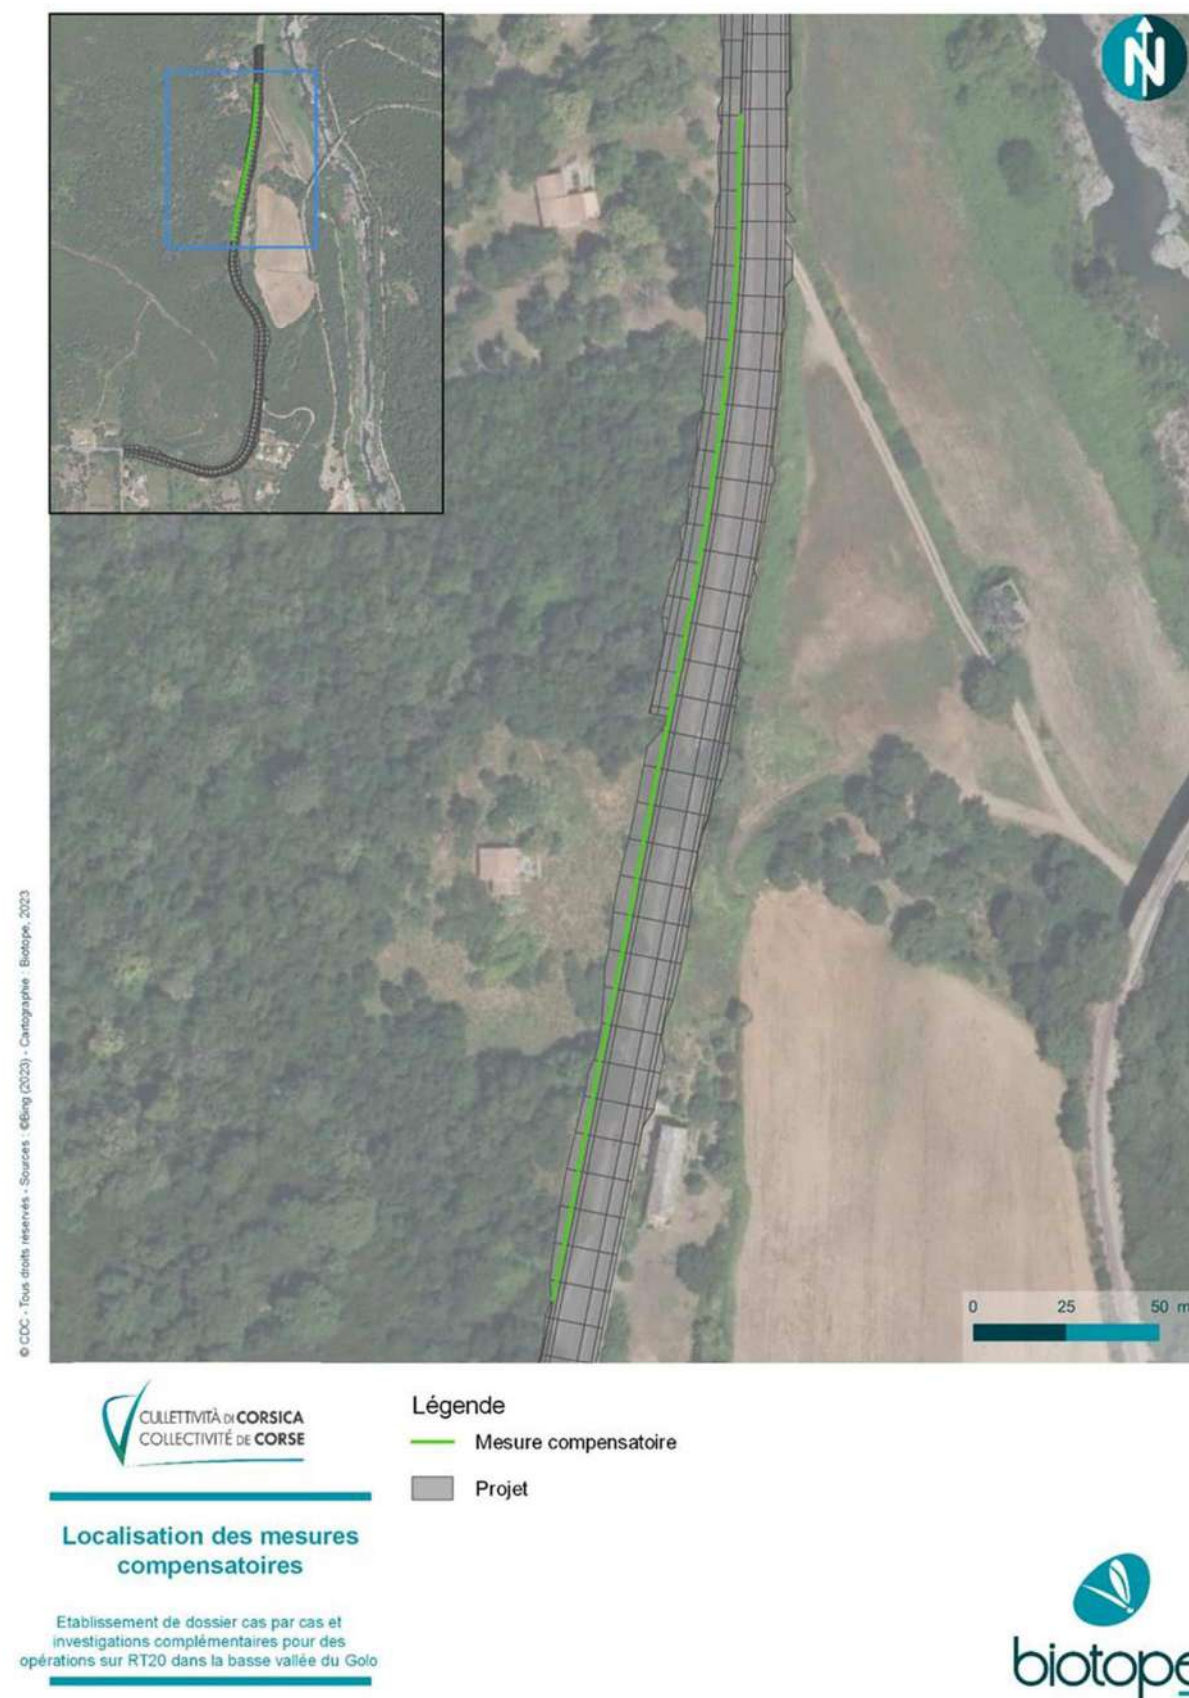 N
© CDC - Tous droits réservés - Sources : ©Bing (2023) - Cartographie : Biotope, 2023
0 25 50 m
CULLETTIVITÀ DI CORSICA
COLLECTIVITÉ DE CORSE
Légende
Mesure compensatoire
Projet
Localisation des mesures
compensatoires
Etablissement de dossier cas par cas et
investigations complémentaires pour des
opérations sur RT20 dans la basse vallée du Golo
biotope